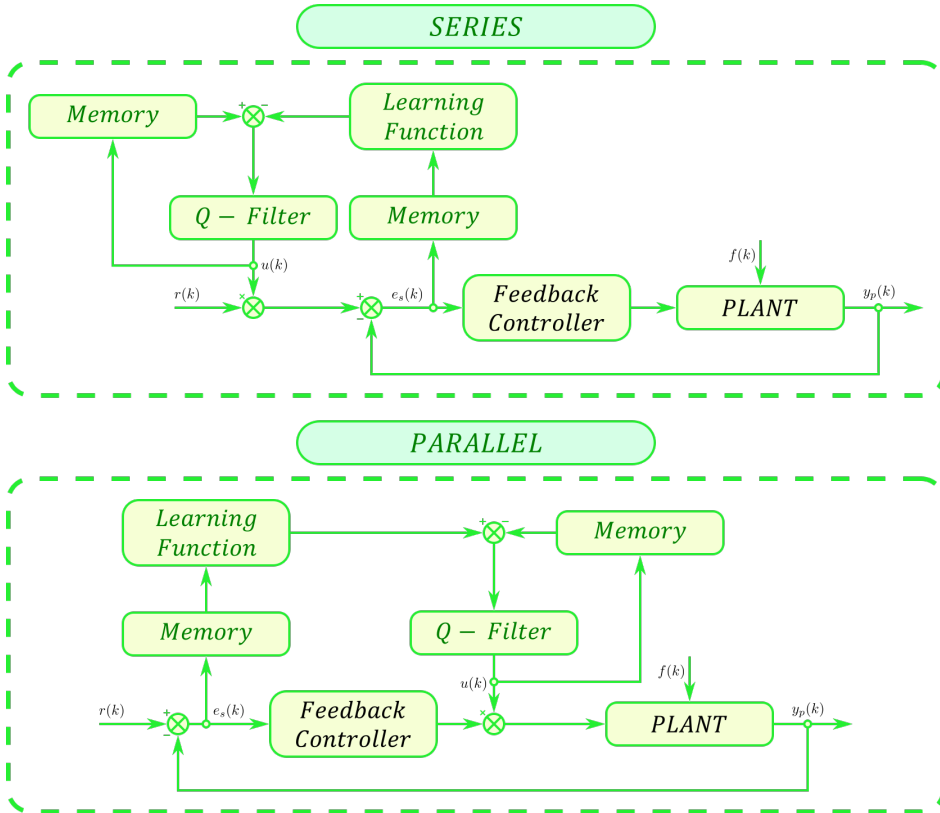 SERIES
Memory
+
−
Learning
Function
Q − Filter
Memory
u(k)
f(k)
r(k)
×
+
−
e_s(k)
Feedback
Controller
PLANT
y_p(k)
PARALLEL
Learning
Function
+
−
Memory
Memory
Q − Filter
u(k)
f(k)
r(k)
+
−
e_s(k)
Feedback
Controller
×
PLANT
y_p(k)